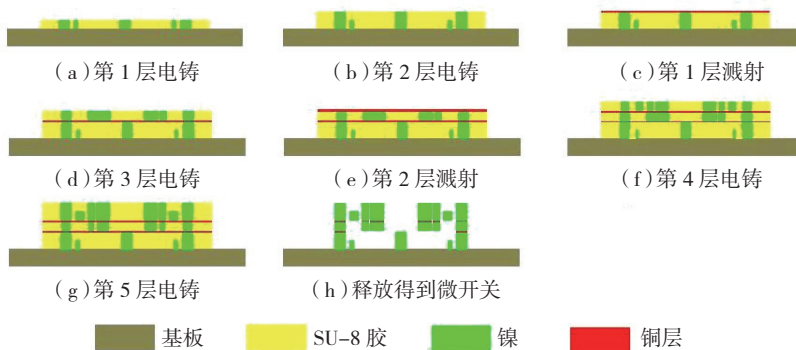 (a)第1层电铸
(b)第2层电铸
(c)第1层溅射
(d)第3层电铸
(e)第2层溅射
(f)第4层电铸
(g)第5层电铸
(h)释放得到微开关
基板 SU-8胶 镍 铜层